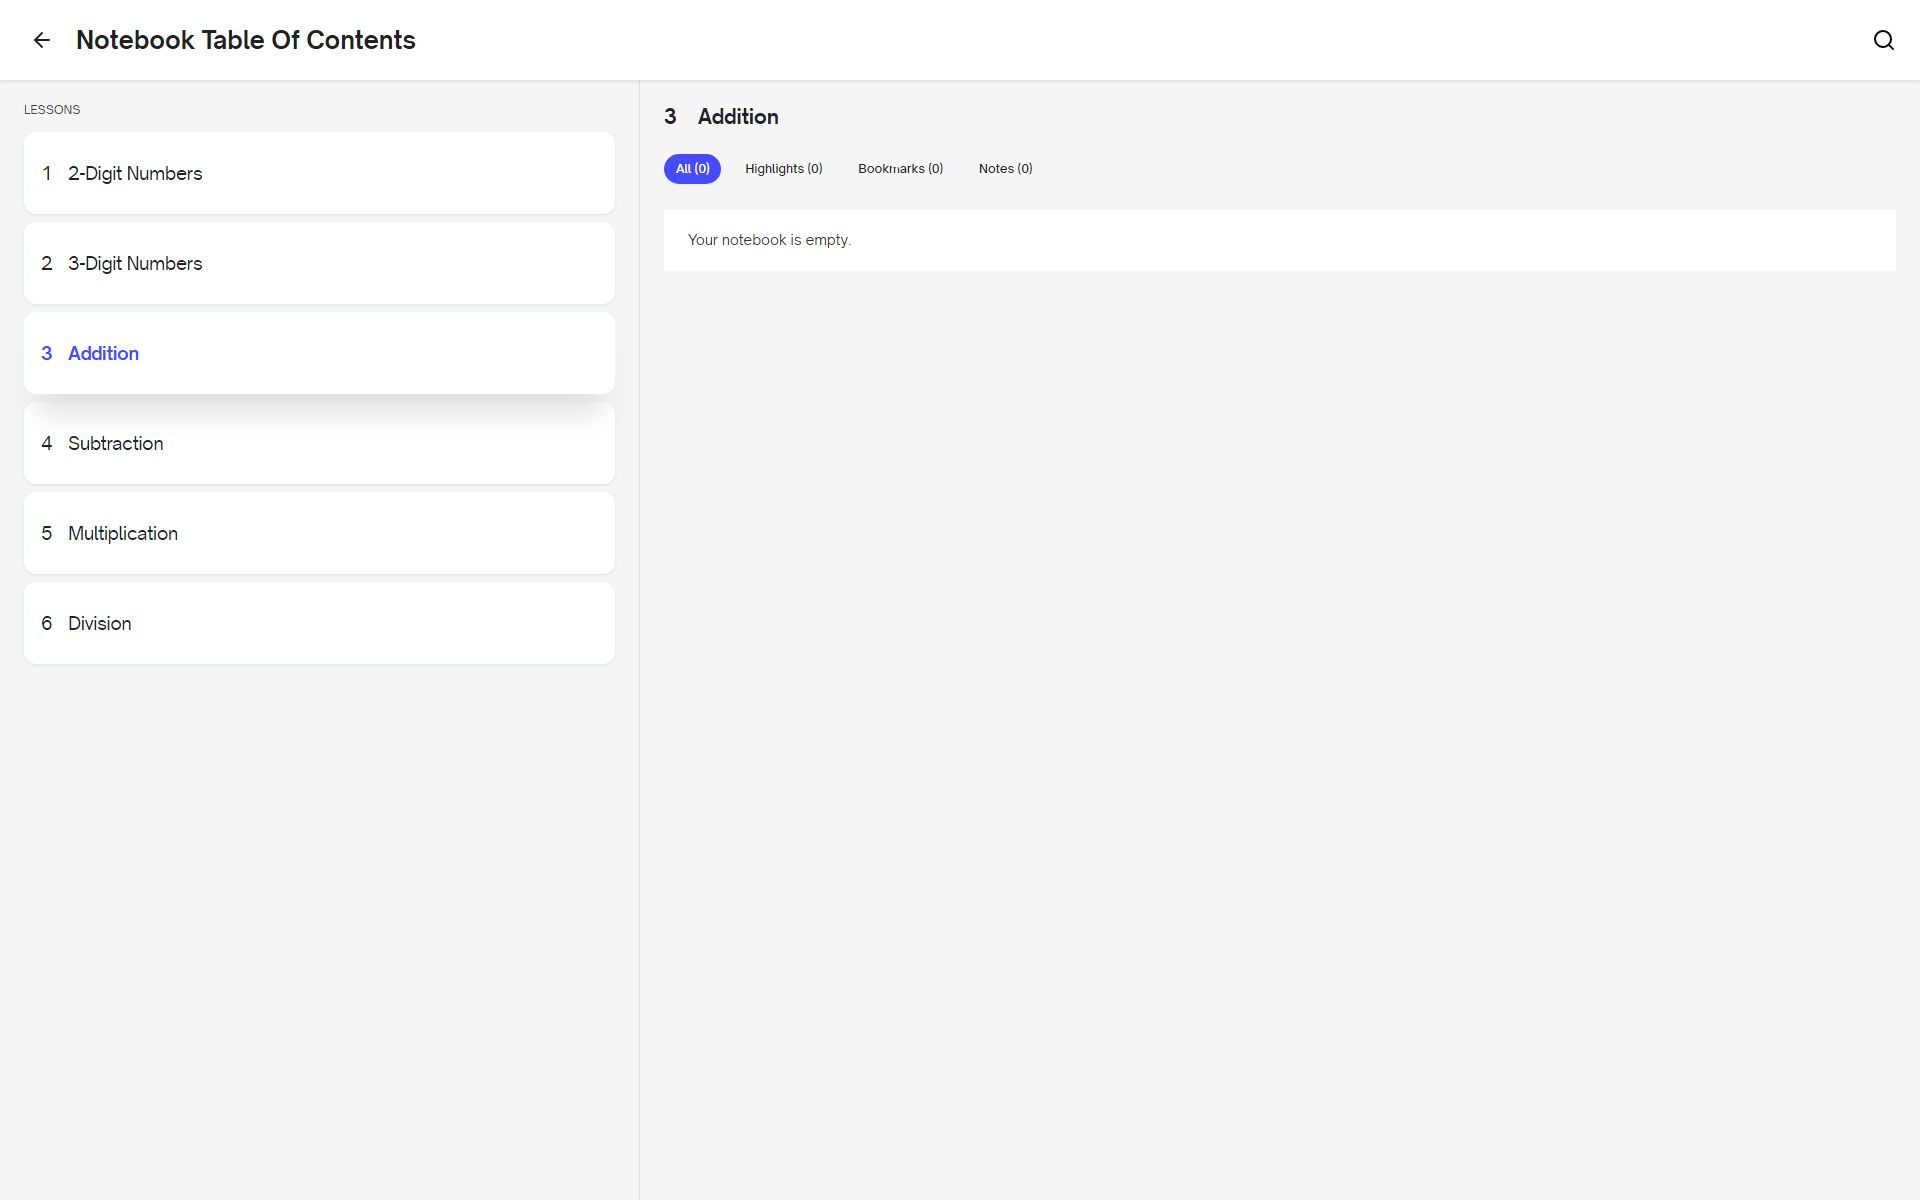 Notebook Table Of Contents
LESSONS
1 2-Digit Numbers
2 3-Digit Numbers
3 Addition
4 Subtraction
5 Multiplication
6 Division
3 Addition
All (0) Highlights (0) Bookmarks (0) Notes (0)
Your notebook is empty.